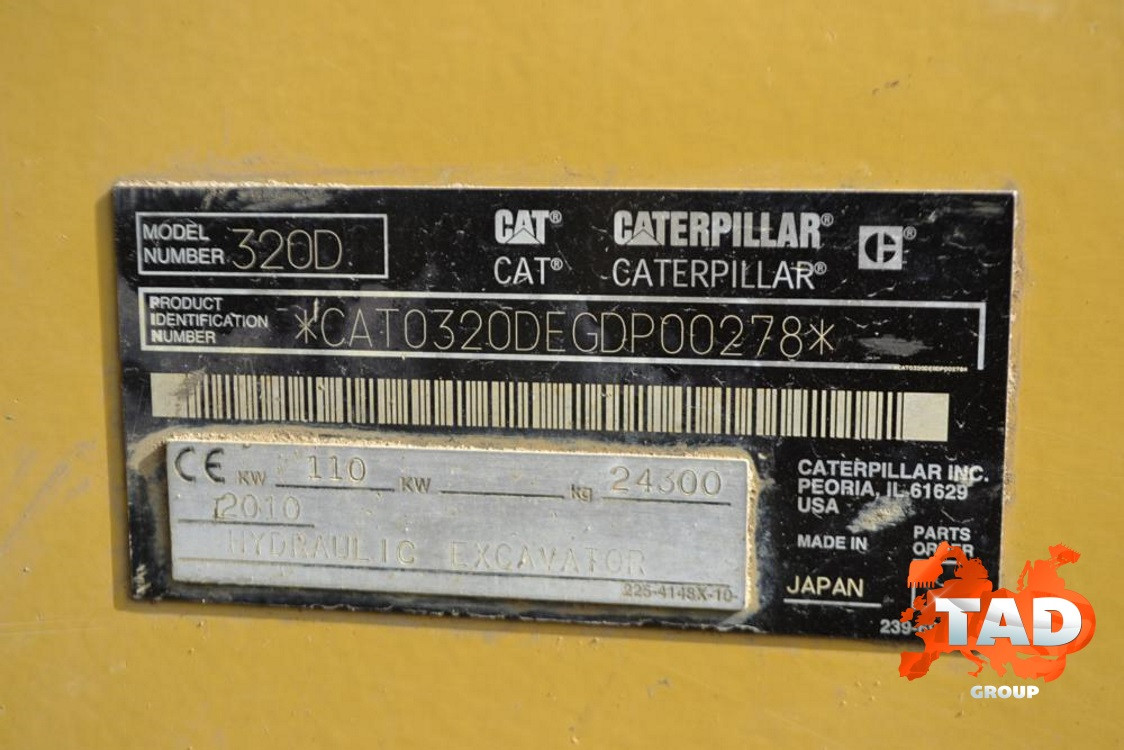 MODEL
NUMBER 320D
CAT® CATERPILLAR® ®
CAT® CATERPILLAR®
PRODUCT
IDENTIFICATION
NUMBER
*CAT0320DEGDP00278*
CE KW 110 KW kg 24300
2010
HYDRAULIC EXCAVATOR
225-4148X-10
CATERPILLAR INC.
PEORIA, IL 61629
USA
MADE IN
JAPAN
PARTS
TAD
GROUP